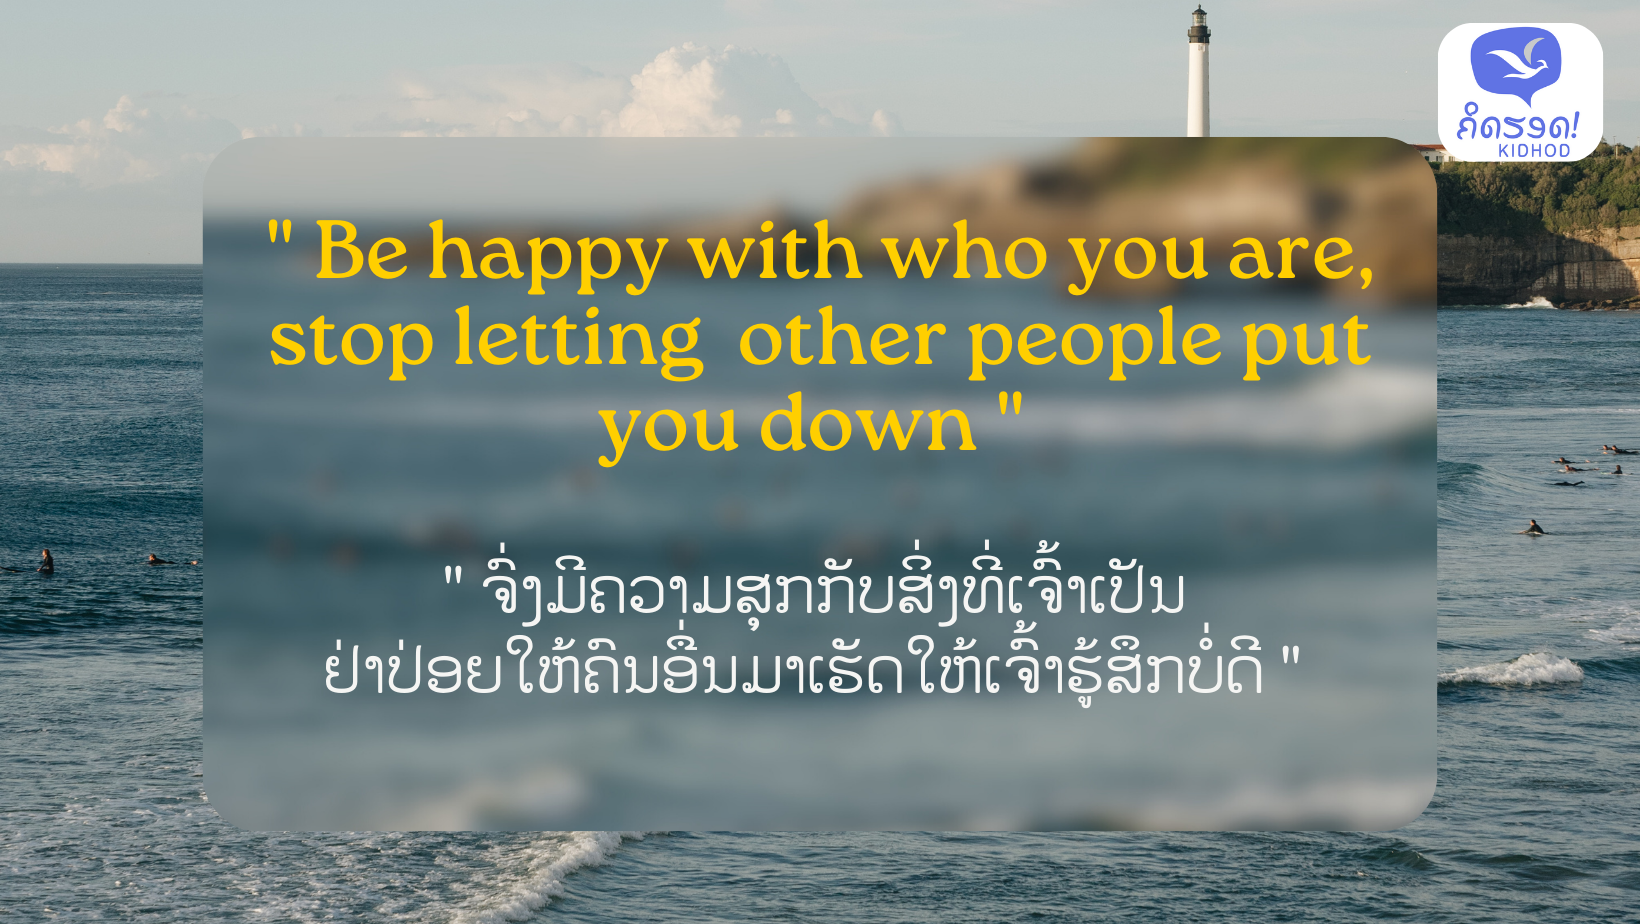 ຄິດຮອດ!
KIDHOD
" Be happy with who you are,
stop letting  other people put
you down "
" ຈົ່ງມີຄວາມສຸກກັບສິ່ງທີ່ເຈົ້າເປັນ
ຢ່າປ່ອຍໃຫ້ຄົນອື່ນມາເຮັດໃຫ້ເຈົ້າຮູ້ສຶກບໍ່ດີ "